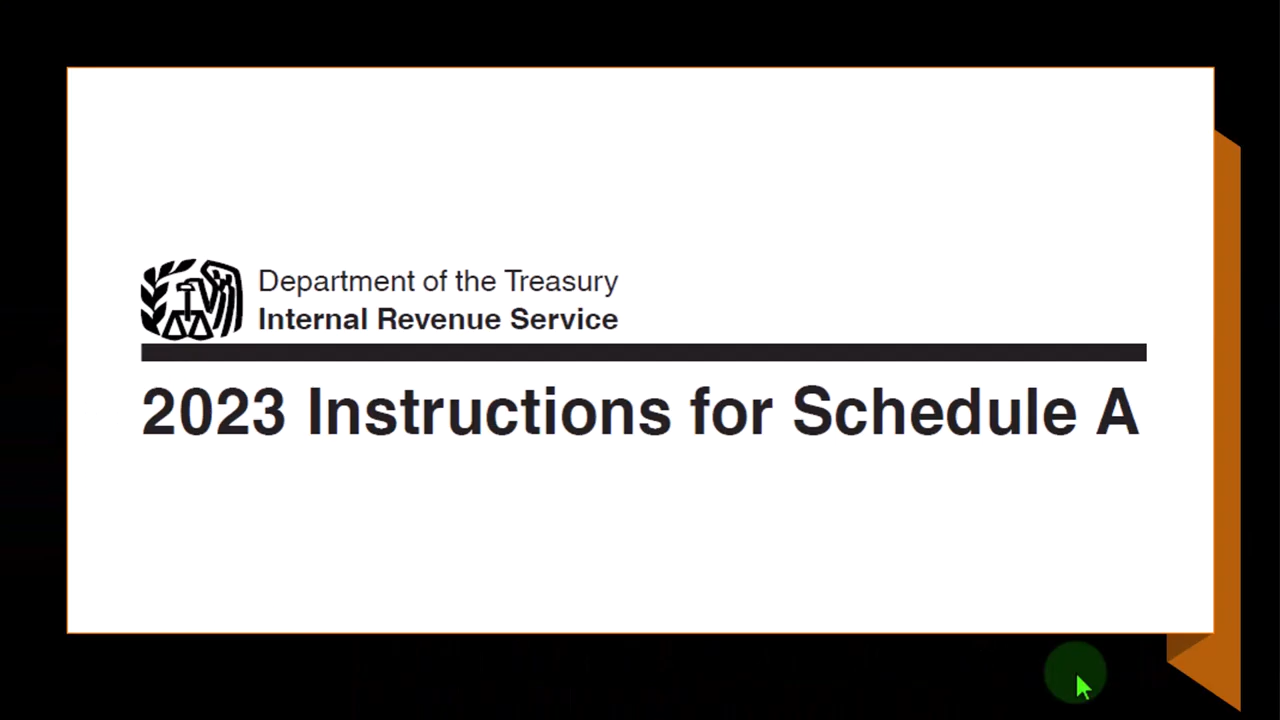 Department of the Treasury
Internal Revenue Service
2023 Instructions for Schedule A